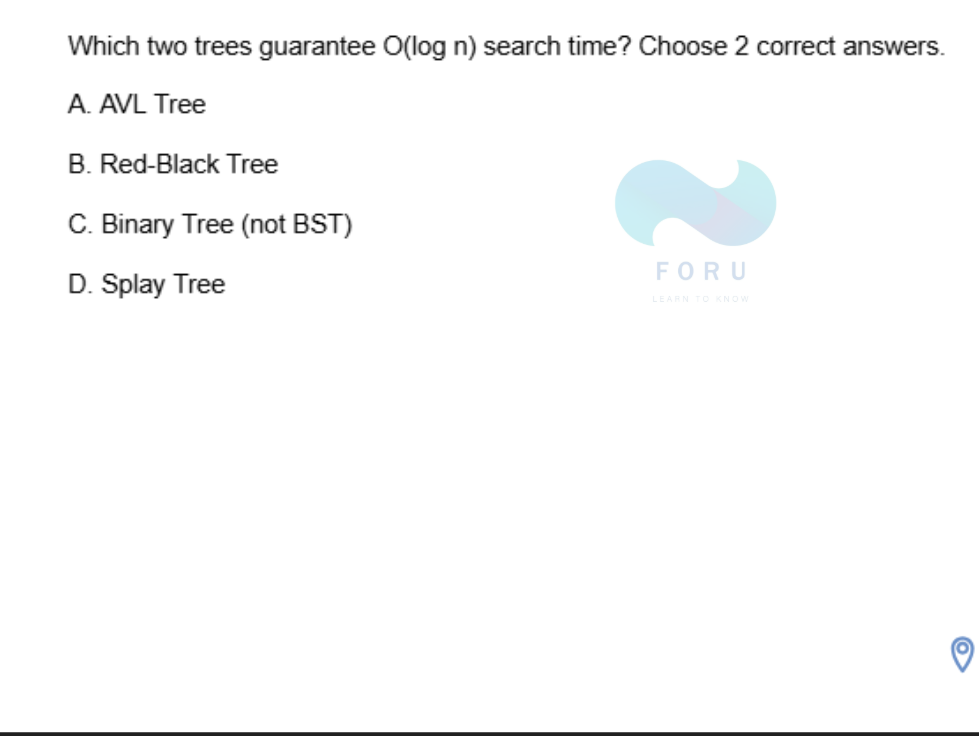 Which two trees guarantee O(log n) search time? Choose 2 correct answers.
A. AVL Tree
B. Red-Black Tree
C. Binary Tree (not BST)
D. Splay Tree
FORU
LEARN TO KNOW